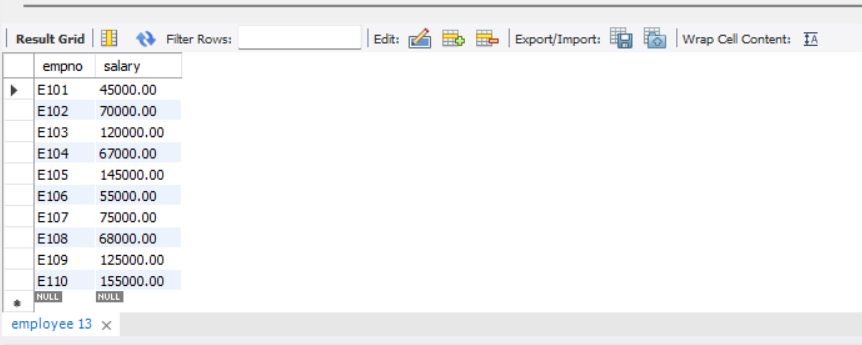 Result Grid Filter Rows: Edit: Export/Import: Wrap Cell Content: IA
empno salary
E101 45000.00
E102 70000.00
E103 120000.00
E104 67000.00
E105 145000.00
E106 55000.00
E107 75000.00
E108 68000.00
E109 125000.00
E110 155000.00
NULL NULL
employee 13